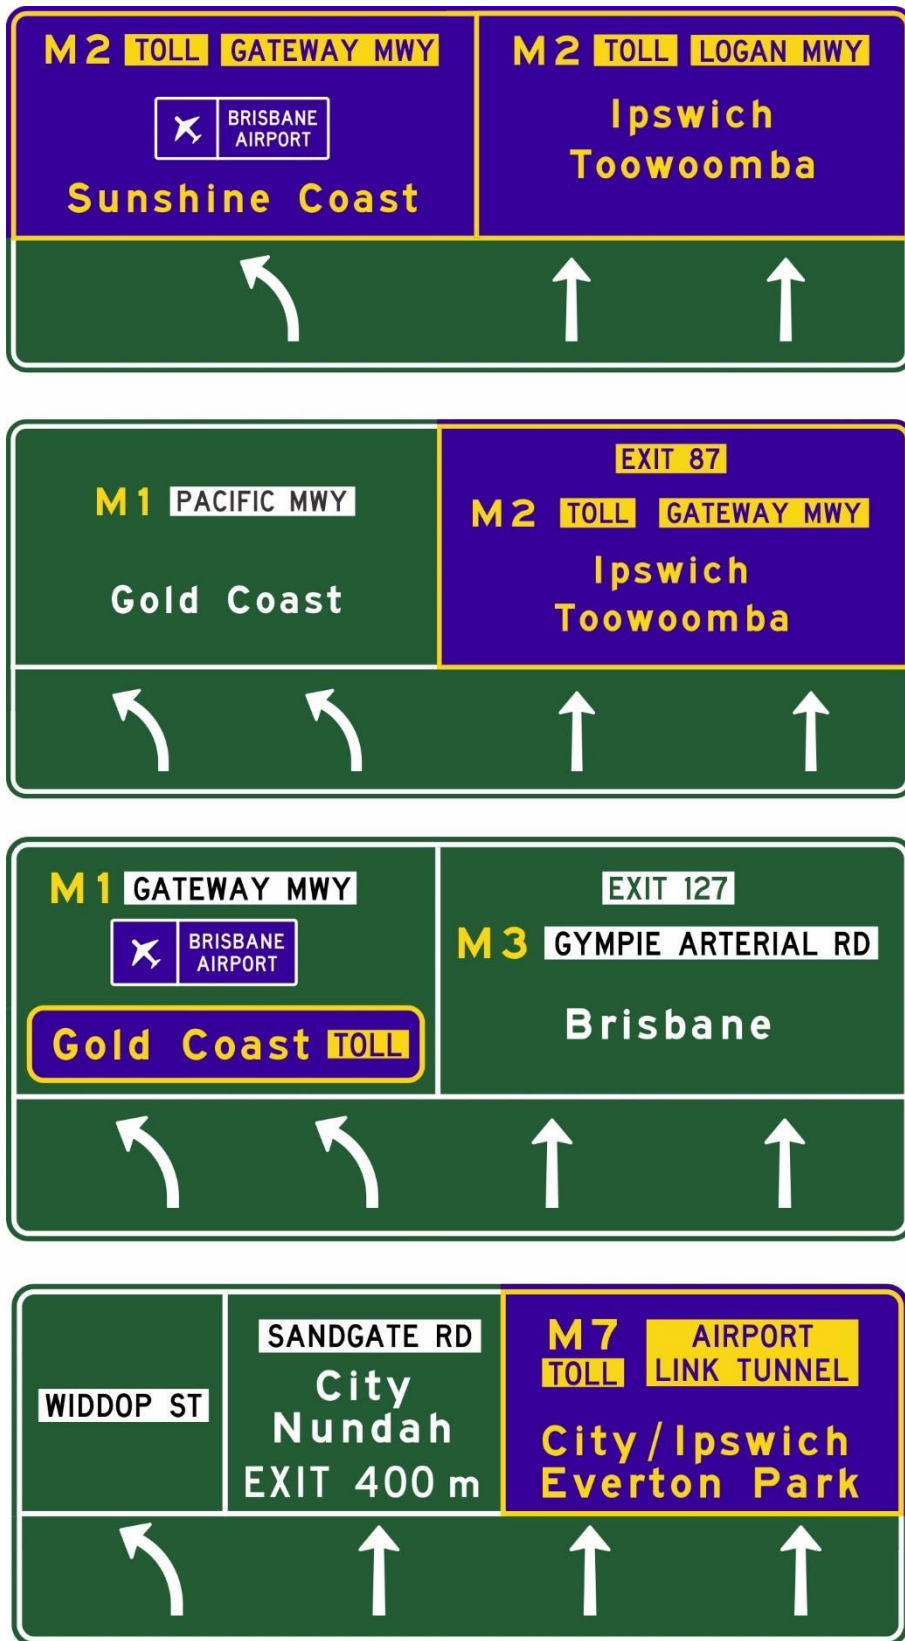 M2 TOLL GATEWAY MWY
BRISBANE
AIRPORT
Sunshine Coast
M2 TOLL LOGAN MWY
Ipswich
Toowoomba
M1 PACIFIC MWY
Gold Coast
EXIT 87
M2 TOLL GATEWAY MWY
Ipswich
Toowoomba
M1 GATEWAY MWY
BRISBANE
AIRPORT
Gold Coast TOLL
EXIT 127
M3 GYMPIE ARTERIAL RD
Brisbane
WIDDOP ST
SANDGATE RD
City
Nundah
EXIT 400 m
M7
TOLL
AIRPORT
LINK TUNNEL
City/Ipswich
Everton Park